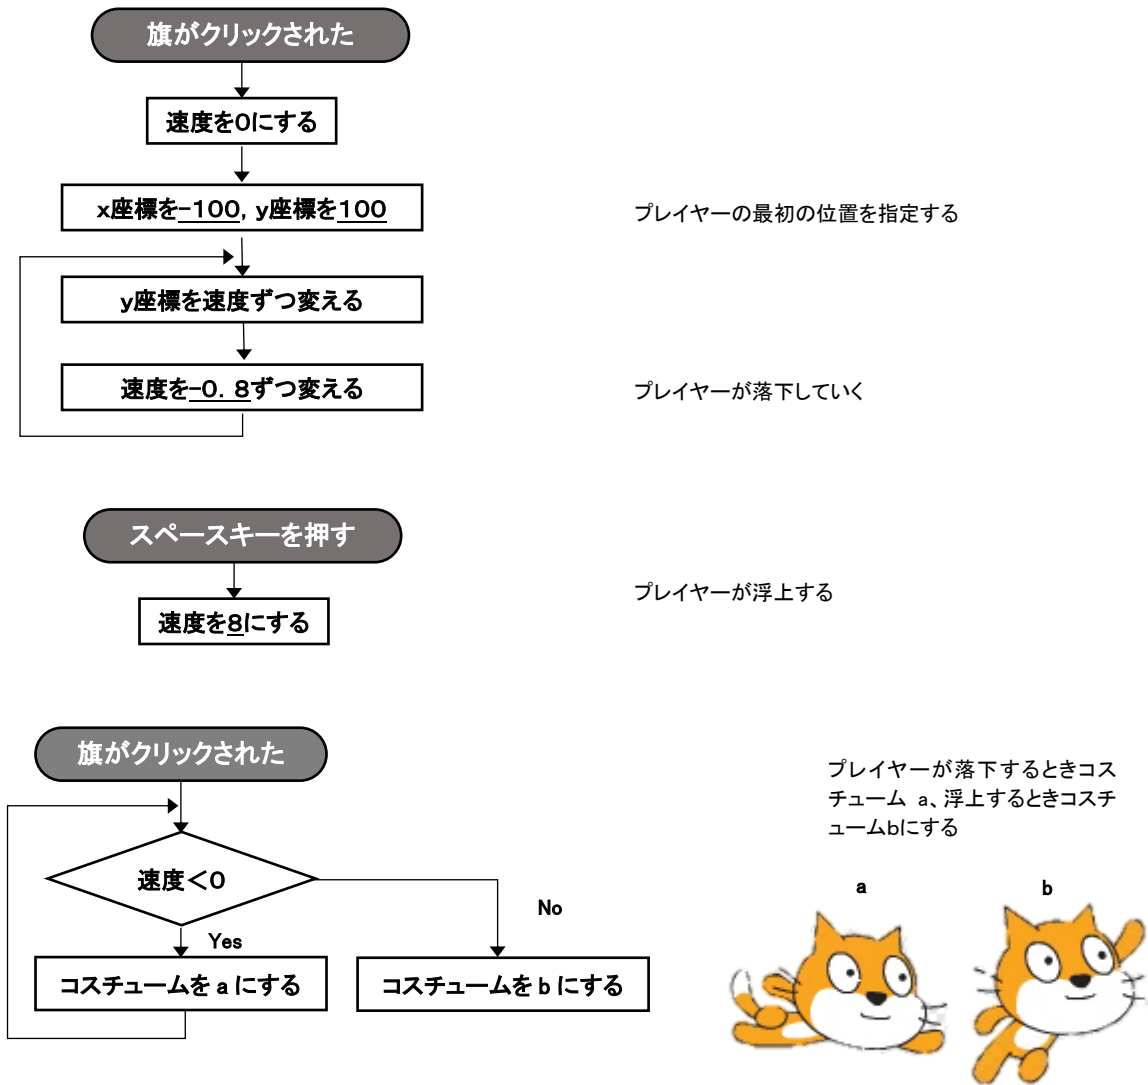 旗がクリックされた
速度を0にする
x座標を-100, y座標を100
プレイヤーの最初の位置を指定する
y座標を速度ずつ変える
速度を-0. 8ずつ変える
プレイヤーが落下していく
スペースキーを押す
プレイヤーが浮上する
速度を8にする
旗がクリックされた
プレイヤーが落下するときコス
チューム a、浮上するときコスチ
ュームbにする
速度<0
a
b
No
Yes
コスチュームを a にする
コスチュームを b にする